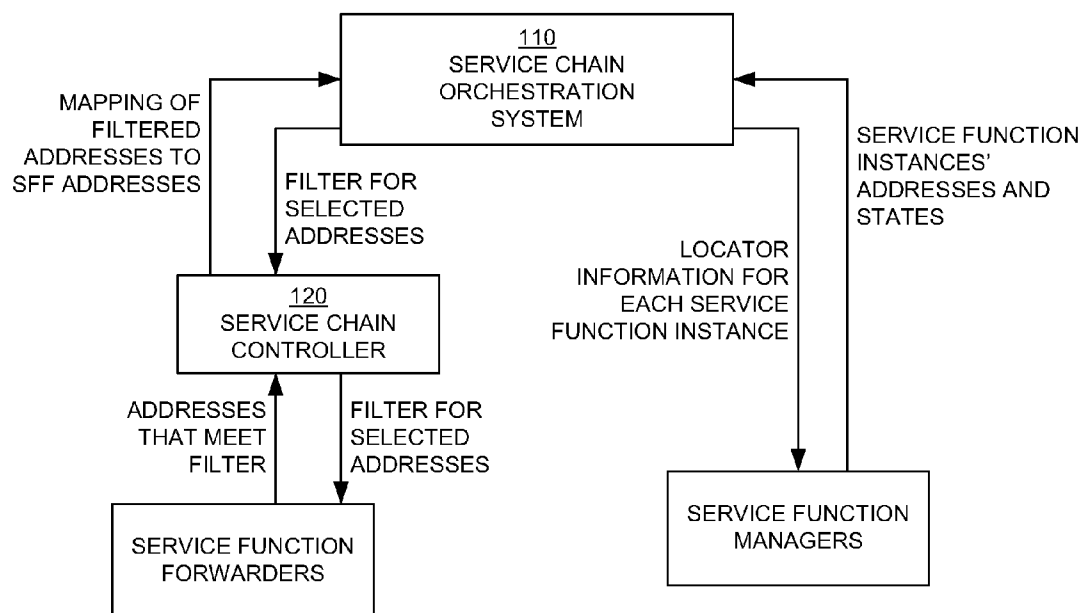 110
SERVICE CHAIN
ORCHESTRATION
SYSTEM
MAPPING OF
FILTERED
ADDRESSES TO
SFF ADDRESSES
FILTER FOR
SELECTED
ADDRESSES
SERVICE FUNCTION
INSTANCES'
ADDRESSES AND
STATES
LOCATOR
INFORMATION FOR
EACH SERVICE
FUNCTION INSTANCE
120
SERVICE CHAIN
CONTROLLER
ADDRESSES
THAT MEET
FILTER
FILTER FOR
SELECTED
ADDRESSES
SERVICE FUNCTION
FORWARDERS
SERVICE FUNCTION
MANAGERS